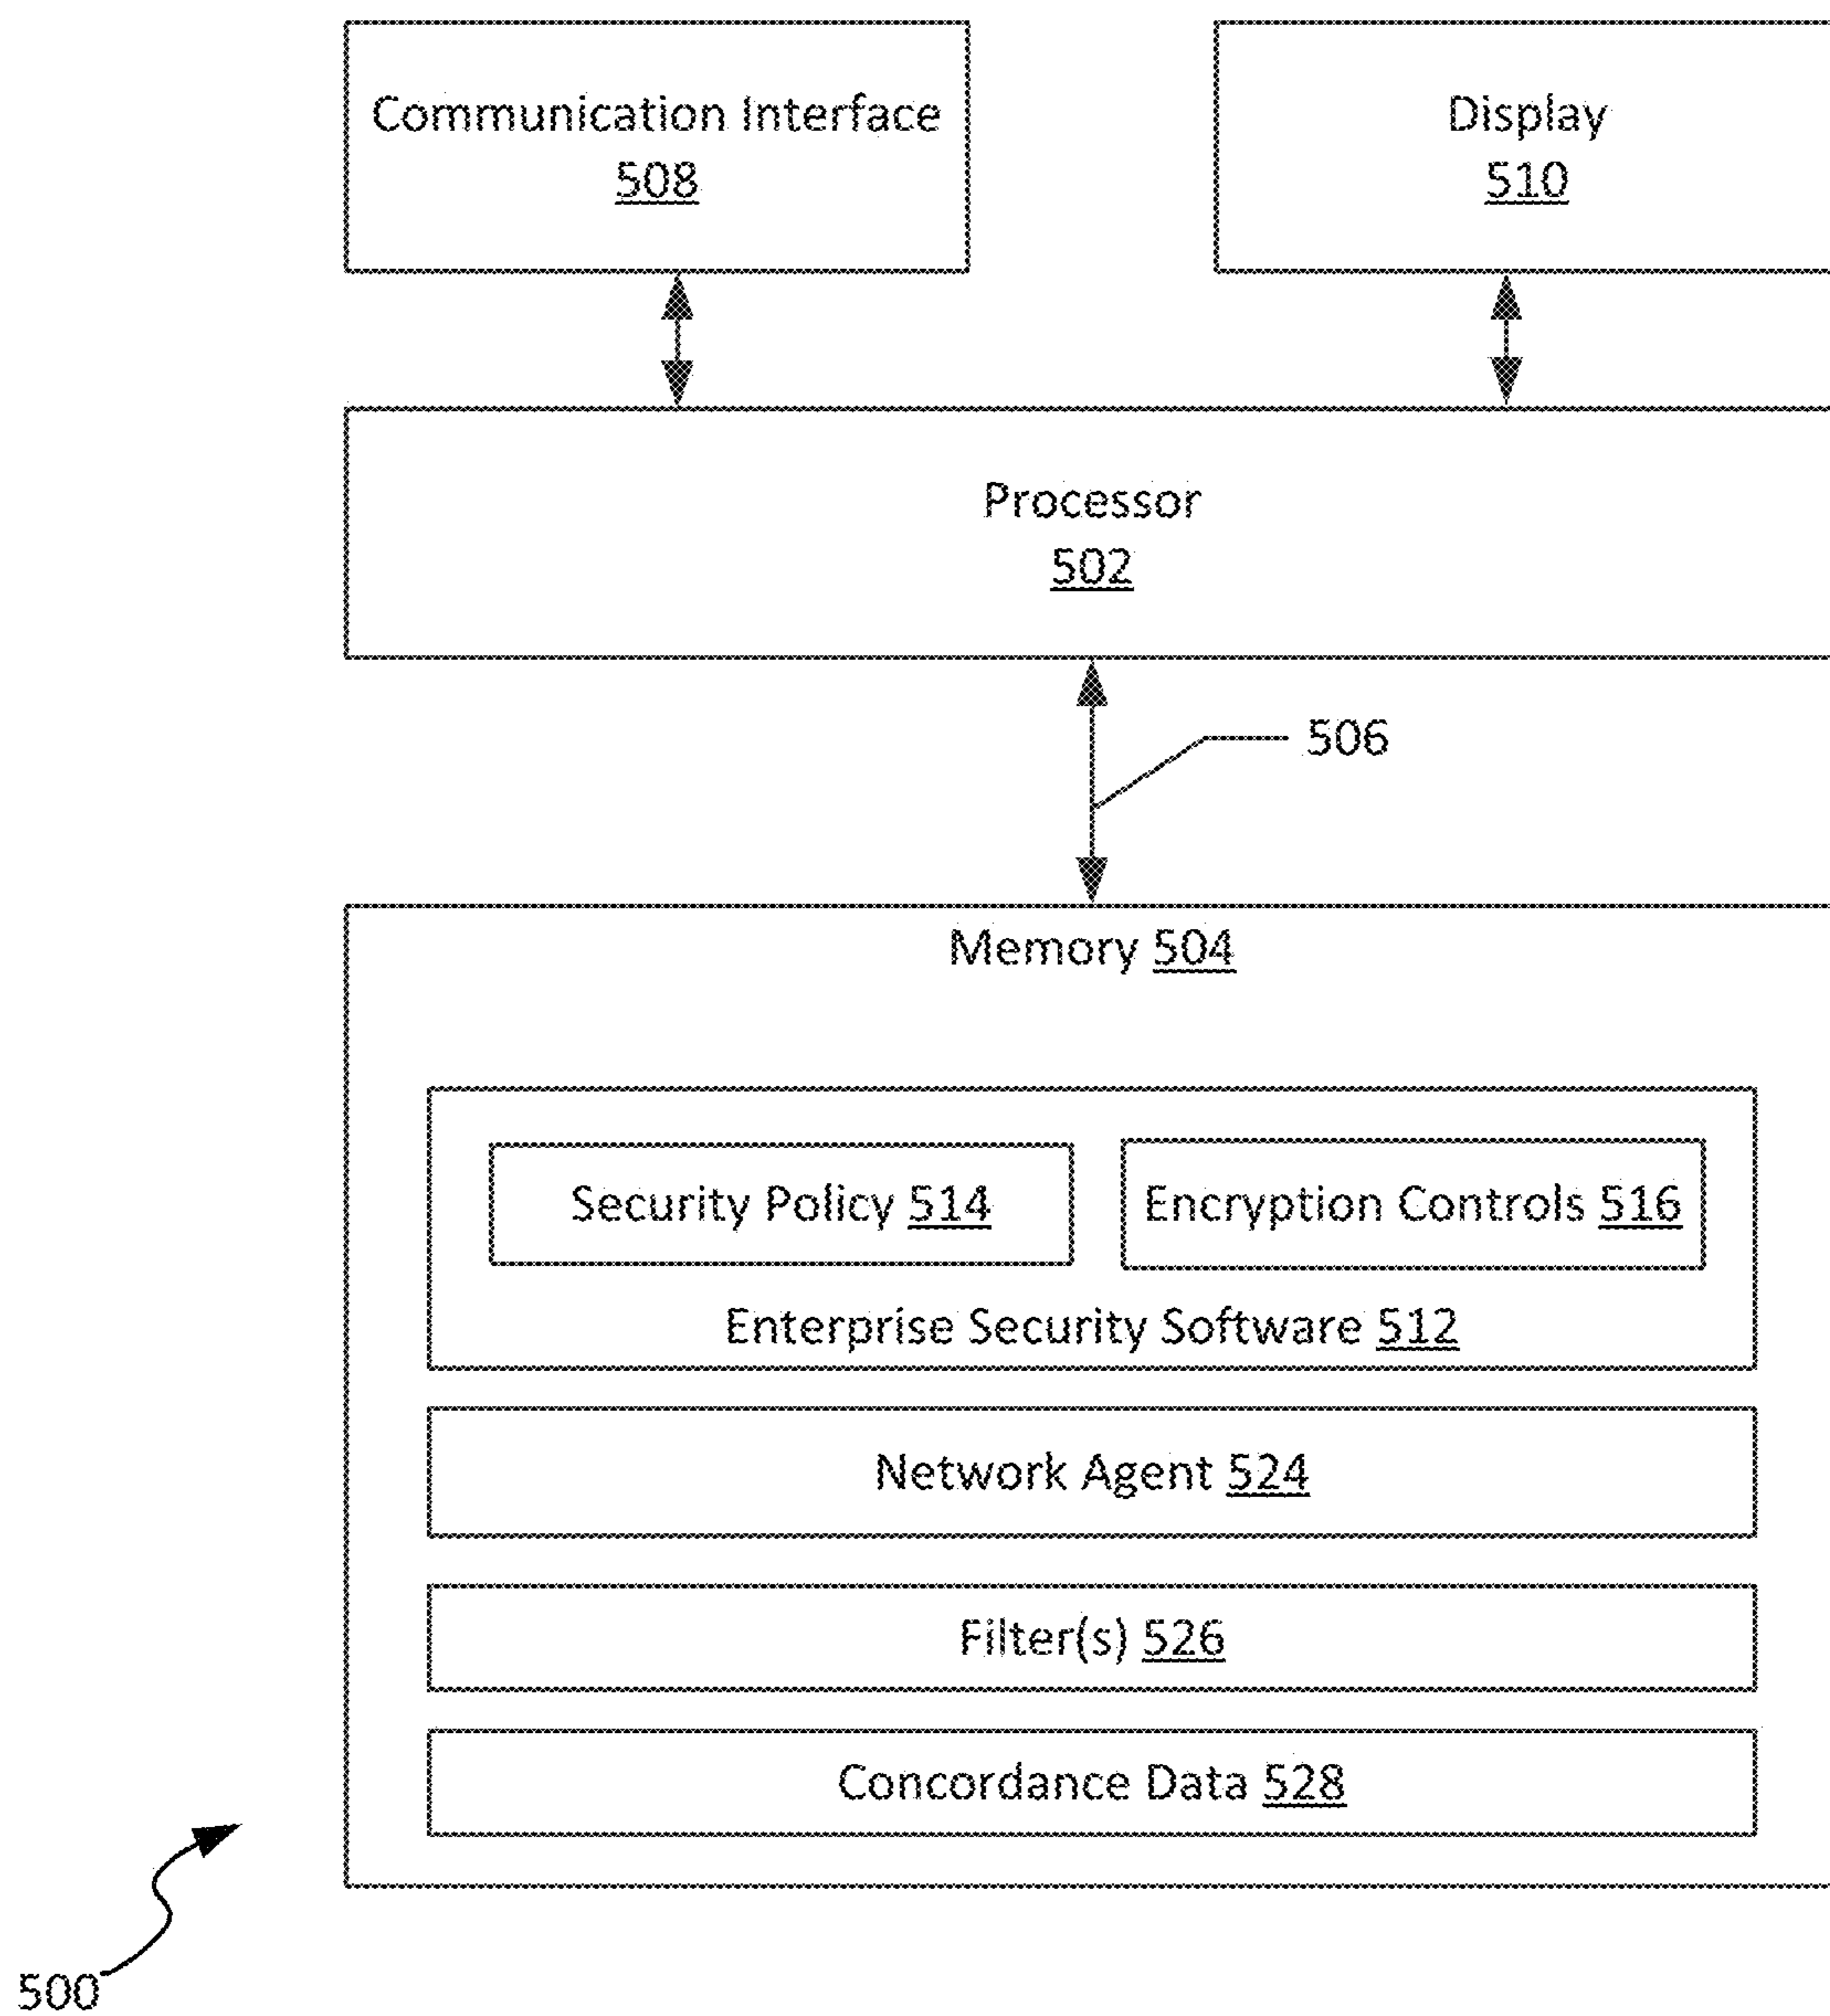 Communication Interface
508
Display
510
Processor
502
506
Memory 504
Security Policy 514
Encryption Controls 516
Enterprise Security Software 512
Network Agent 524
Filter(s) 526
Concordance Data 528
500